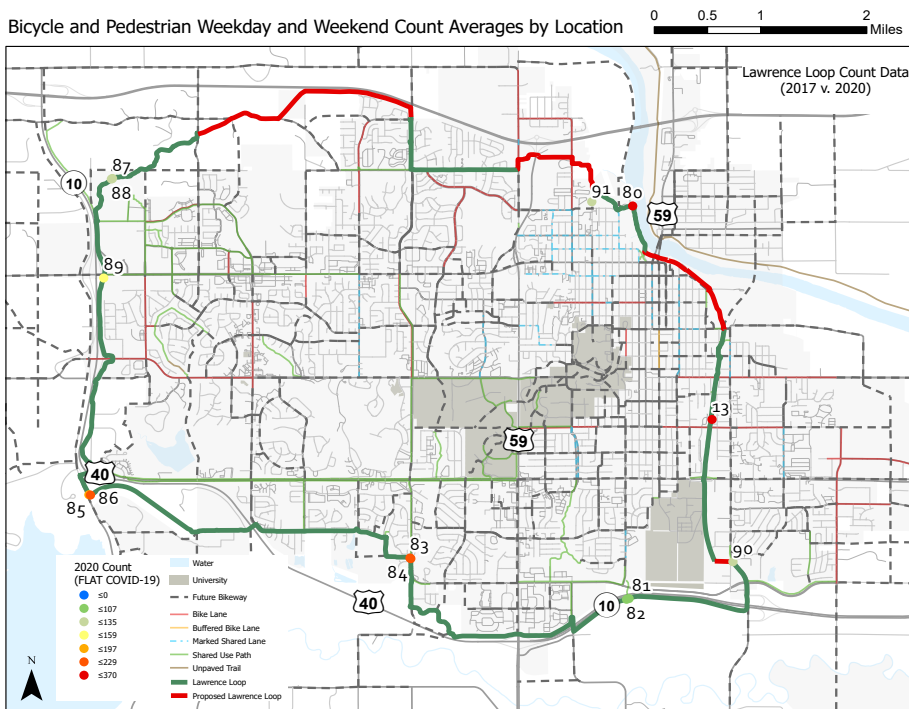 Bicycle and Pedestrian Weekday and Weekend Count Averages by Location
0 0.5 1 2
Miles
Lawrence Loop Count Data
(2017 v. 2020)
87
10
88
91
80
59
89
13
59
40
86
85
83
84
90
81
40
10
82
2020 Count
(FLAT COVID-19)
≤0
≤107
≤135
≤159
≤197
≤229
≤370
Water
University
Future Bikeway
Bike Lane
Buffered Bike Lane
Marked Shared Lane
Shared Use Path
Unpaved Trail
Lawrence Loop
Proposed Lawrence Loop
N